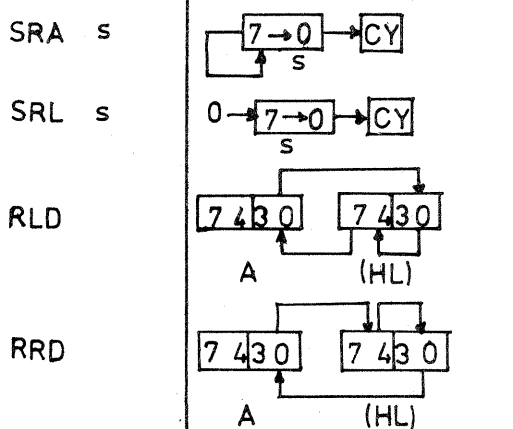 SRA s 7→0 CY
s
SRL s 0→ 7→0 CY
s
RLD 7 4 3 0 7 4 3 0
A (HL)
RRD 7 4 3 0 7 4 3 0
A (HL)